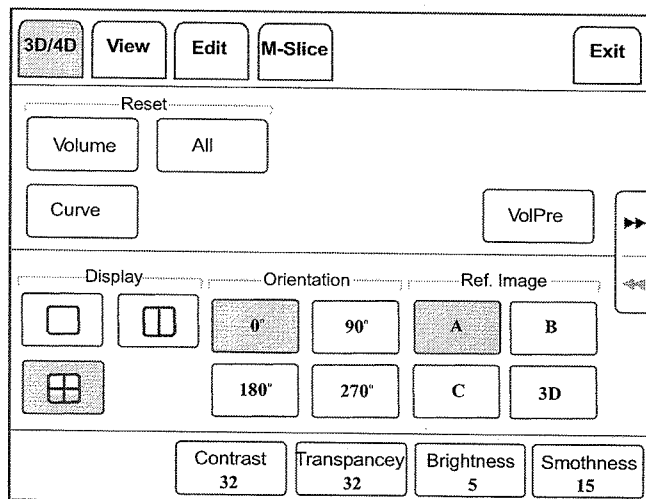 3D/4D View Edit M-Slice Exit
Reset
Volume All
Curve VolPre
Display Orientation Ref. Image
0° 90° A B
180° 270° C 3D
Contrast Transpancey Brightness Smothness
32 32 5 15